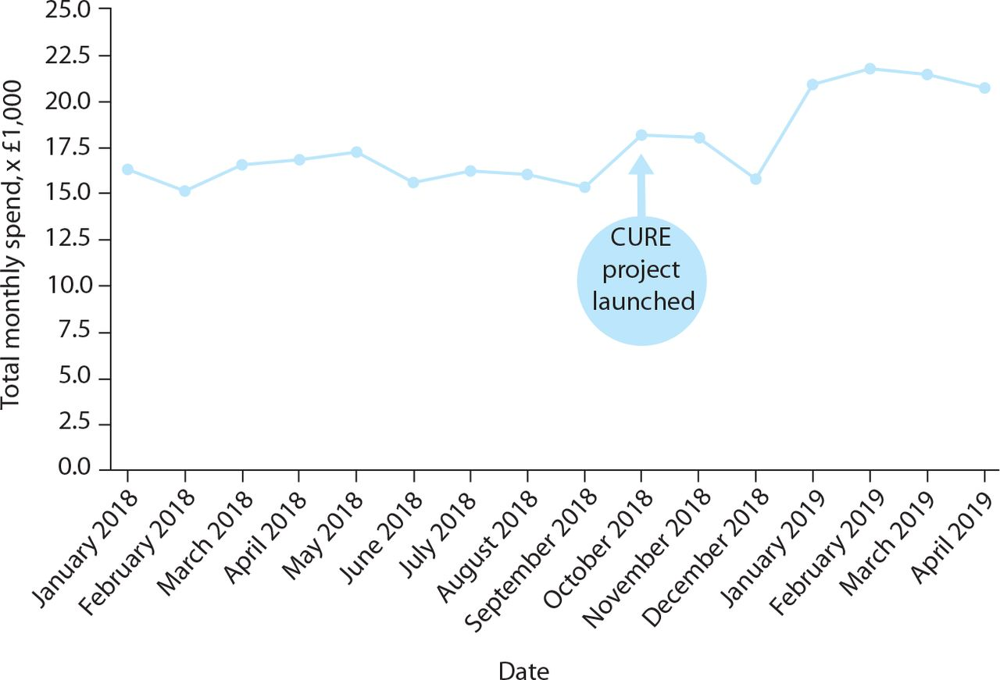 25.0
22.5
20.0
17.5
15.0
12.5
10.0
7.5
5.0
2.5
0.0
Total monthly spend, x £1,000
CURE
project
launched
January 2018
February 2018
March 2018
April 2018
May 2018
June 2018
July 2018
August 2018
September 2018
October 2018
November 2018
December 2018
January 2019
February 2019
March 2019
April 2019
Date